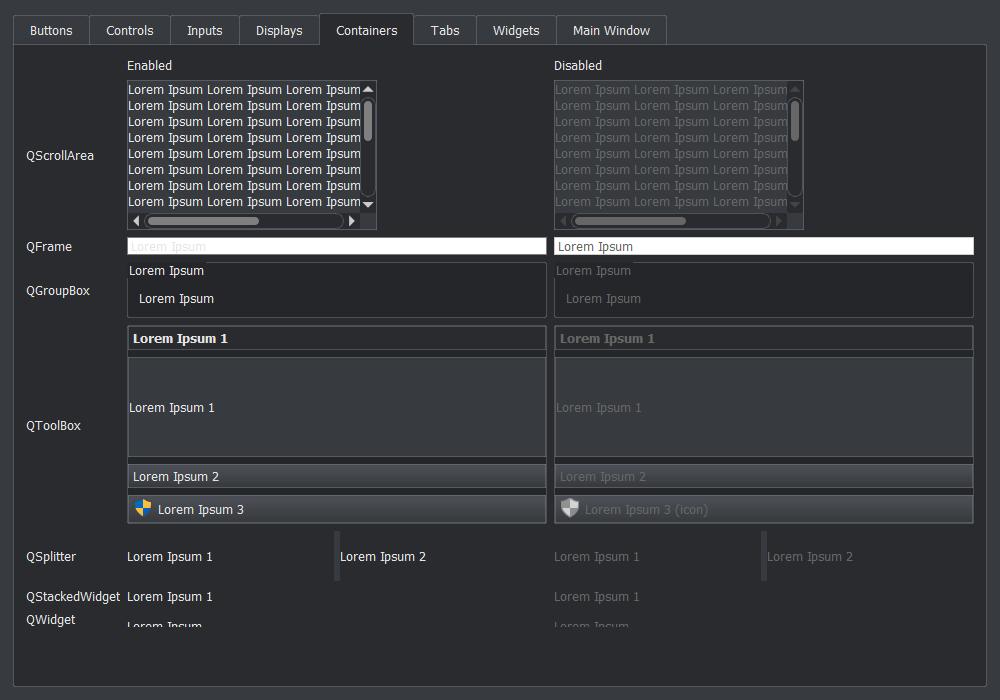 Buttons Controls Inputs Displays Containers Tabs Widgets Main Window
Enabled Disabled
QScrollArea
Lorem Ipsum Lorem Ipsum Lorem Ipsum Lorem Ipsum Lorem Ipsum Lorem Ipsum
Lorem Ipsum Lorem Ipsum Lorem Ipsum Lorem Ipsum Lorem Ipsum Lorem Ipsum
Lorem Ipsum Lorem Ipsum Lorem Ipsum Lorem Ipsum Lorem Ipsum Lorem Ipsum
Lorem Ipsum Lorem Ipsum Lorem Ipsum Lorem Ipsum Lorem Ipsum Lorem Ipsum
Lorem Ipsum Lorem Ipsum Lorem Ipsum Lorem Ipsum Lorem Ipsum Lorem Ipsum
Lorem Ipsum Lorem Ipsum Lorem Ipsum Lorem Ipsum Lorem Ipsum Lorem Ipsum
Lorem Ipsum Lorem Ipsum Lorem Ipsum Lorem Ipsum Lorem Ipsum Lorem Ipsum
Lorem Ipsum Lorem Ipsum Lorem Ipsum Lorem Ipsum Lorem Ipsum Lorem Ipsum
QFrame Lorem Ipsum Lorem Ipsum
QGroupBox
Lorem Ipsum Lorem Ipsum
Lorem Ipsum Lorem Ipsum
QToolBox
Lorem Ipsum 1 Lorem Ipsum 1
Lorem Ipsum 1 Lorem Ipsum 1
Lorem Ipsum 2 Lorem Ipsum 2
Lorem Ipsum 3 Lorem Ipsum 3 (icon)
QSplitter Lorem Ipsum 1 Lorem Ipsum 2 Lorem Ipsum 1 Lorem Ipsum 2
QStackedWidget Lorem Ipsum 1 Lorem Ipsum 1
QWidget Lorem Ipsum Lorem Ipsum